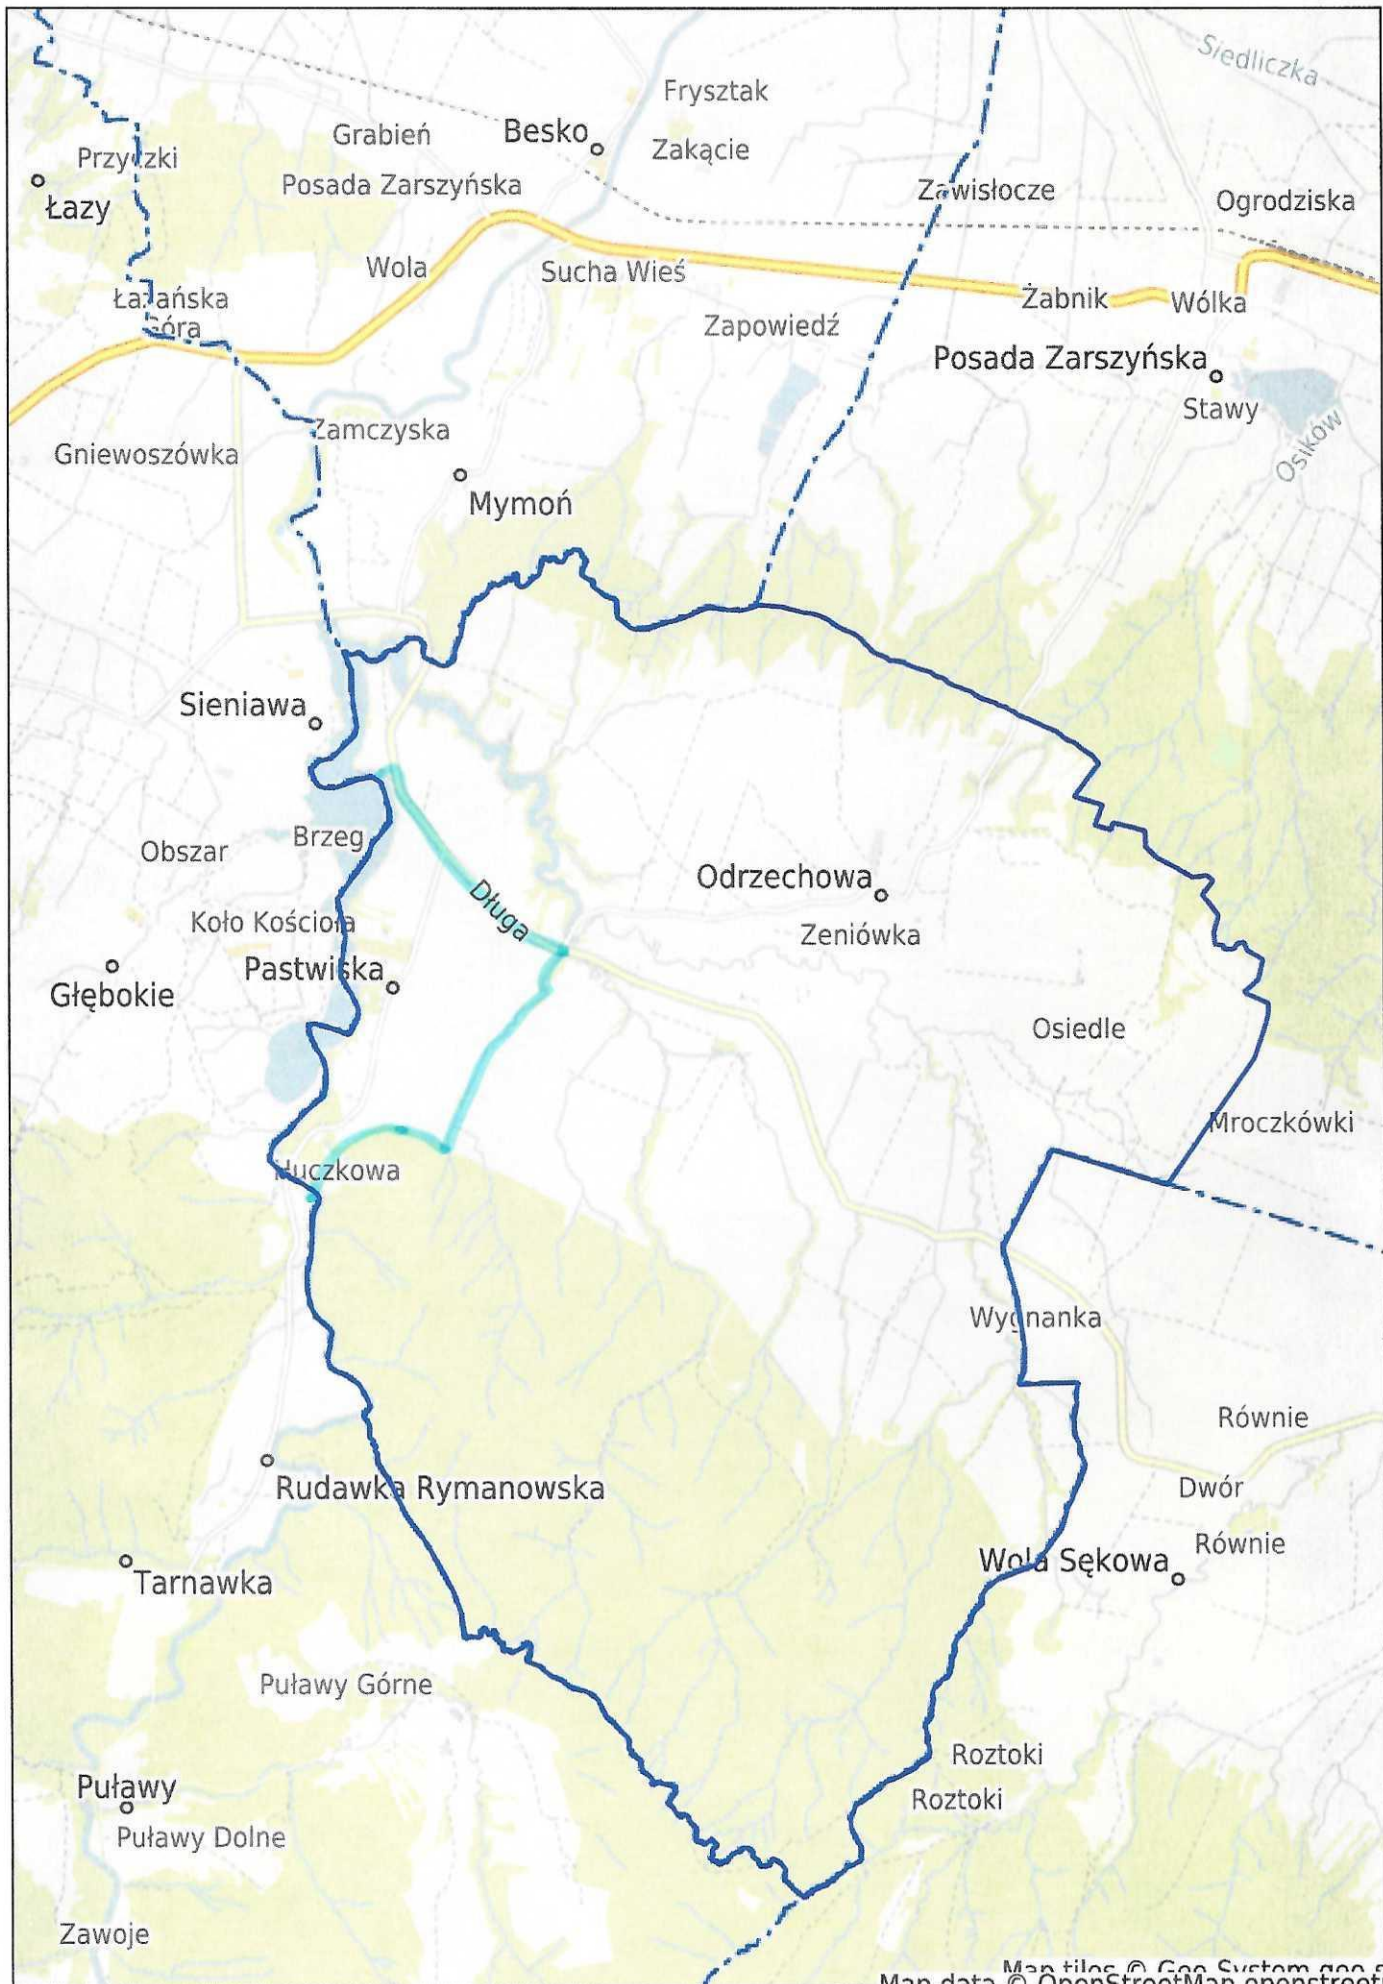 Siedliczka
Frysztak
Grabień
Besko
Zakącie
Przyczki
Posada Zarszyńska
Zawisłocze
Ogrodziska
Łazy
Wola
Sucha Wieś
Łazańska
Góra
Żabnik
Wólka
Zapowiedź
Posada Zarszyńska
Stawy
Zamczyska
Osików
Gniewoszówka
Mymoń
Sieniawa
Brzeg
Obszar
Odrzechowa
Długa
Koło Kościoła
Zeniówka
Pastwiska
Głębokie
Osiedle
Mroczkówki
Huczkowa
Wygnanka
Równie
Rudawka Rymanowska
Dwór
Równie
Wola Sękowa
Tarnawka
Puławy Górne
Roztoki
Puławy
Roztoki
Puławy Dolne
Zawoje
Map tiles © Geo-System
Map data © OpenStreetMap